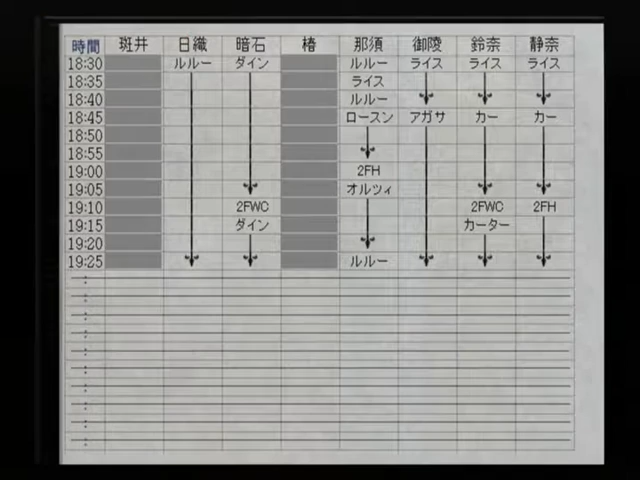 時間 斑井 日織 暗石 椿 那須 御陵 鈴奈 静奈
18:30 ルルー ダイン ルルー ライス ライス ライス
18:35 ライス
18:40 ルルー
18:45 ロースン アガサ カー カー
18:50
18:55
19:00 2FH
19:05 オルツィ
19:10 2FWC 2FWC 2FH
19:15 ダイン カーター
19:20
19:25 ルルー
:
:
:
:
:
:
:
:
:
: